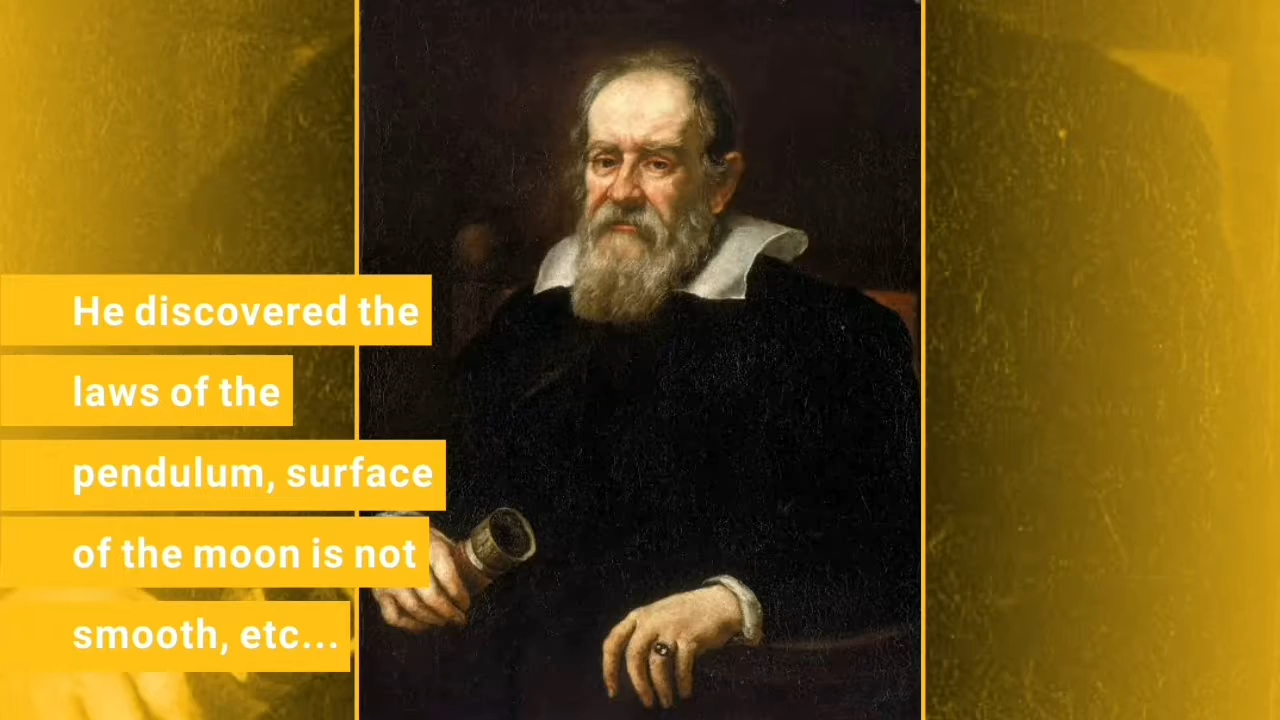 He discovered the
laws of the
pendulum, surface
of the moon is not
smooth, etc...